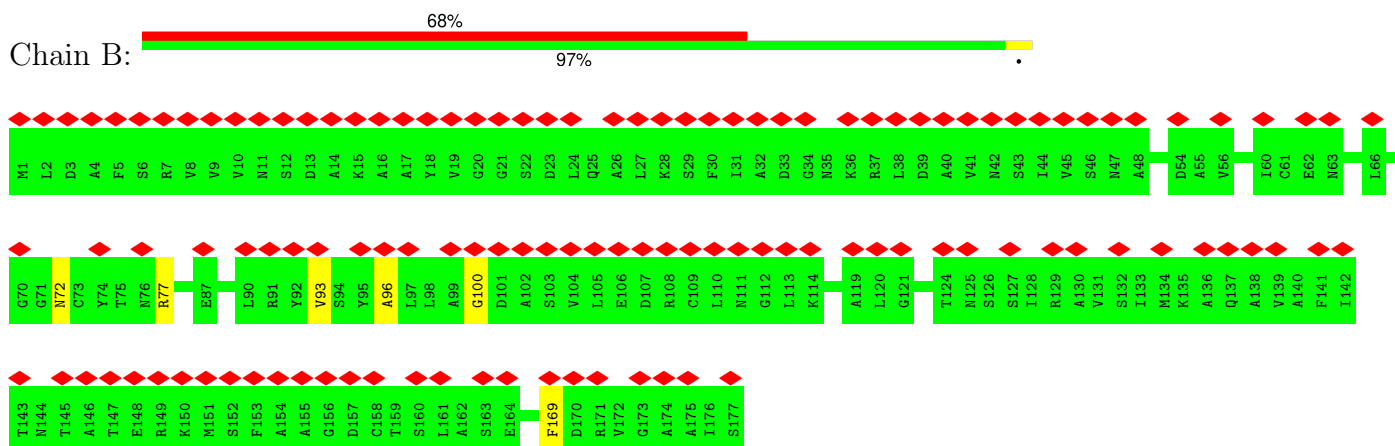 68%
Chain B:
97%
.
M1 L2 D3 A4 F5 S6 R7 V8 V9 V10 N11 S12 D13 A14 K15 A16 A17 Y18 V19 G20 G21 S22 D23 L24 Q25 A26 L27 K28 S29 F30 I31 A32 D33 G34 N35 K36 R37 L38 D39 A40 V41 N42 S43 I44 V45 S46 N47 A48 D54 A55 V56 I60 C61 E62 N63 L66
G70 G71 N72 C73 Y74 T75 N76 R77 E87 L90 R91 Y92 V93 S94 Y95 A96 L97 L98 A99 G100 D101 A102 S103 V104 L105 E106 D107 R108 C109 L110 N111 G112 L113 K114 A119 L120 G121 T124 N125 S126 S127 I128 R129 A130 V131 S132 I133 M134 K135 A136 Q137 A138 V139 A140 F141 I142
T143 N144 T145 A146 T147 E148 R149 K150 M151 S152 F153 A154 A155 G156 D157 C158 T159 S160 L161 A162 S163 E164 F169 D170 R171 V172 G173 A174 A175 I176 S177